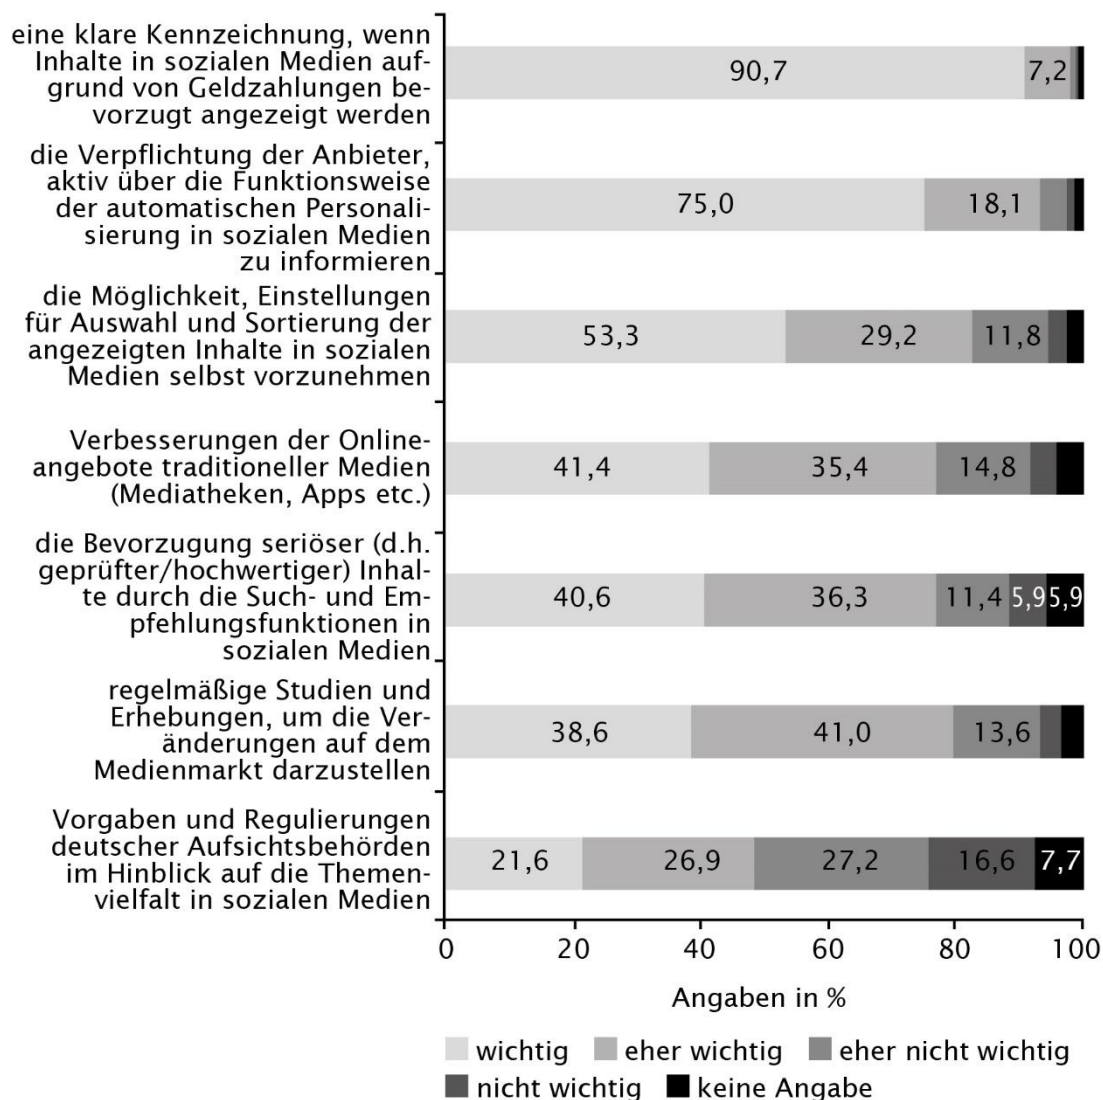 eine klare Kennzeichnung, wenn
Inhalte in sozialen Medien auf-
grund von Geldzahlungen be-
vorzugt angezeigt werden
90,7 7,2
die Verpflichtung der Anbieter,
aktiv über die Funktionsweise
der automatischen Personali-
sierung in sozialen Medien
zu informieren
75,0 18,1
die Möglichkeit, Einstellungen
für Auswahl und Sortierung der
angezeigten Inhalte in sozialen
Medien selbst vorzunehmen
53,3 29,2 11,8
Verbesserungen der Online-
angebote traditioneller Medien
(Mediatheken, Apps etc.)
41,4 35,4 14,8
die Bevorzugung seriöser (d.h.
geprüfter/hochwertiger) Inhal-
te durch die Such- und Em-
pfehlungsfunktionen in
sozialen Medien
40,6 36,3 11,4 5,9 5,9
regelmäßige Studien und
Erhebungen, um die Ver-
änderungen auf dem
Medienmarkt darzustellen
38,6 41,0 13,6
Vorgaben und Regulierungen
deutscher Aufsichtsbehörden
im Hinblick auf die Themen-
vielfalt in sozialen Medien
21,6 26,9 27,2 16,6 7,7
0 20 40 60 80 100
Angaben in %
wichtig eher wichtig eher nicht wichtig
nicht wichtig keine Angabe